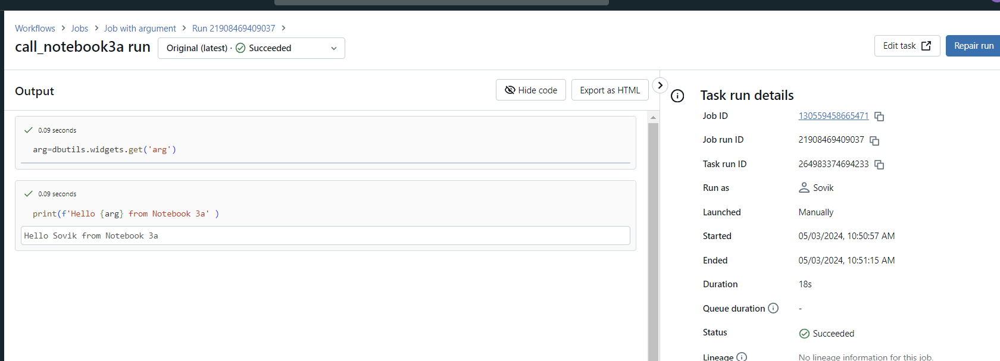 Workflows > Jobs > Job with argument > Run 21908469409037 >
call_notebook3a run
Original (latest) · Succeeded
Edit task
Repair run
Output
Hide code
Export as HTML
0.09 seconds
arg=dbutils.widgets.get('arg')
0.09 seconds
print(f'Hello {arg} from Notebook 3a' )
Hello Sovik from Notebook 3a
Task run details
Job ID 130559458665471
Job run ID 21908469409037
Task run ID 264983374694233
Run as Sovik
Launched Manually
Started 05/03/2024, 10:50:57 AM
Ended 05/03/2024, 10:51:15 AM
Duration 18s
Queue duration -
Status Succeeded
Lineage No lineage information for this job.